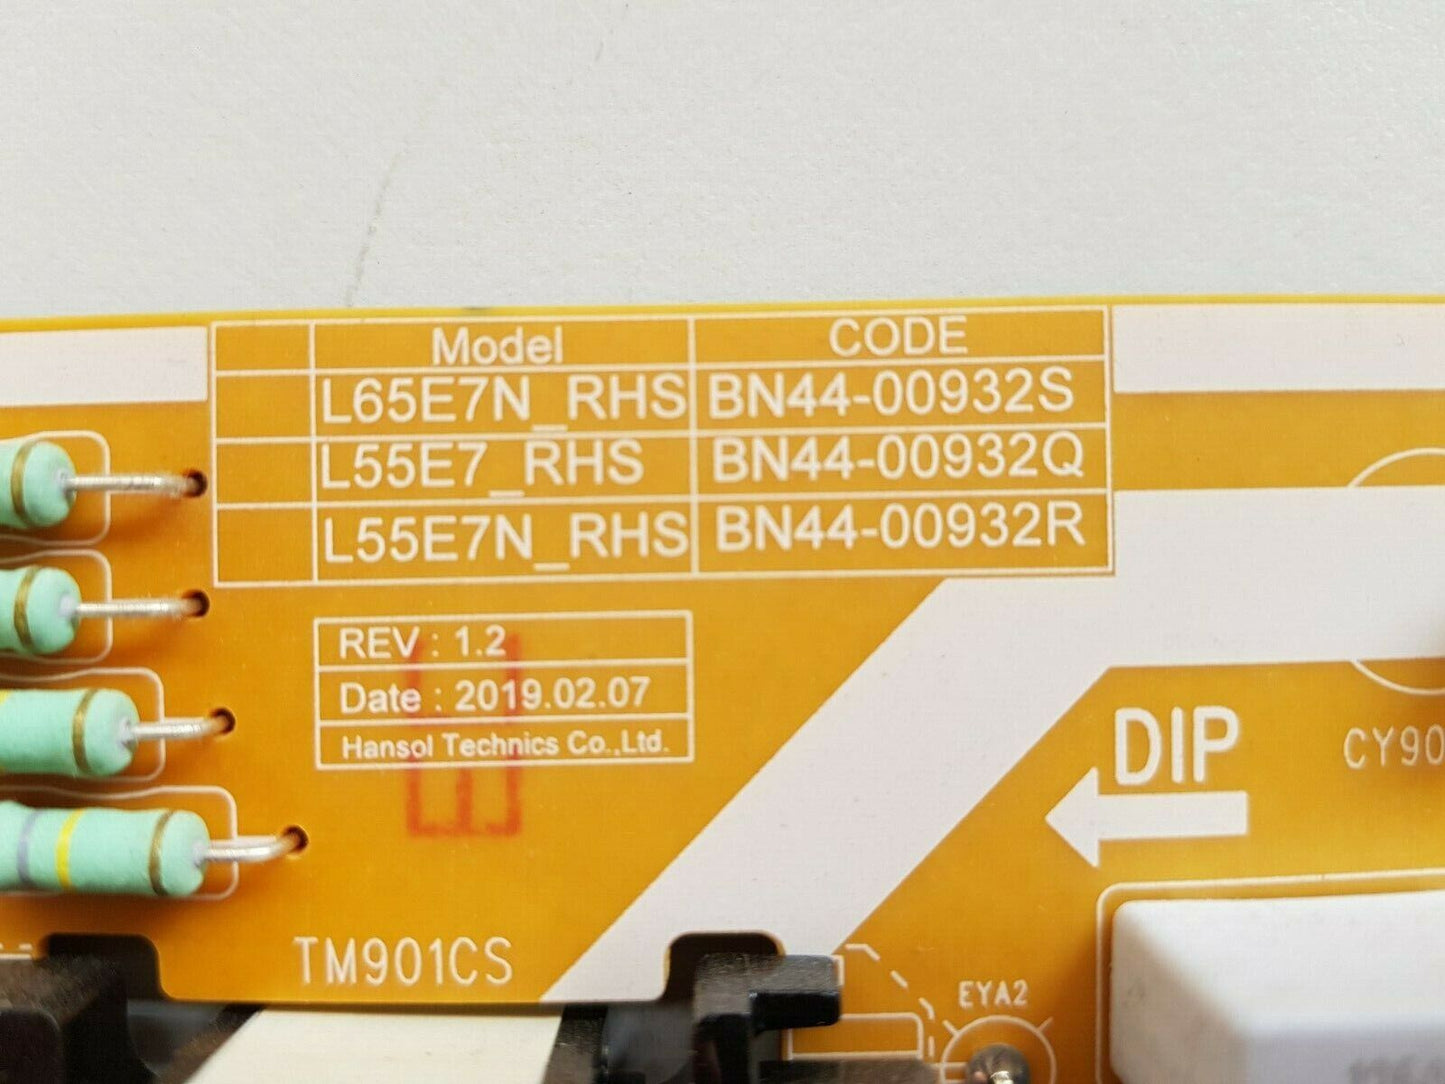 Model CODE
L65E7N_RHS BN44-00932S
L55E7_RHS BN44-00932Q
L55E7N_RHS BN44-00932R
REV : 1.2
Date : 2019.02.07
Hansol Technics Co.,Ltd.
DIP
CY90
TM901CS
EYA2